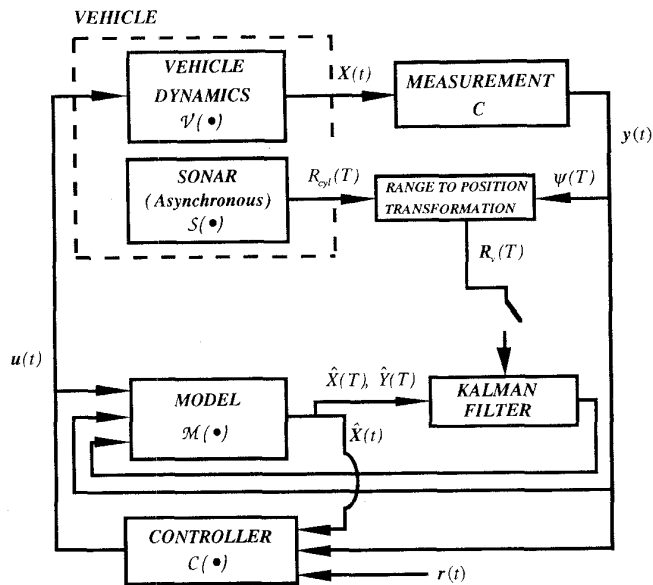 VEHICLE
VEHICLE
DYNAMICS
𝒱(•)
X(t)
MEASUREMENT
C
y(t)
SONAR
(Asynchronous)
S(•)
R_cyl(T)
RANGE TO POSITION
TRANSFORMATION
ψ(T)
R_v(T)
u(t)
MODEL
ℳ(•)
X̂(T), Ŷ(T)
KALMAN
FILTER
X̂(t)
CONTROLLER
C(•)
r(t)